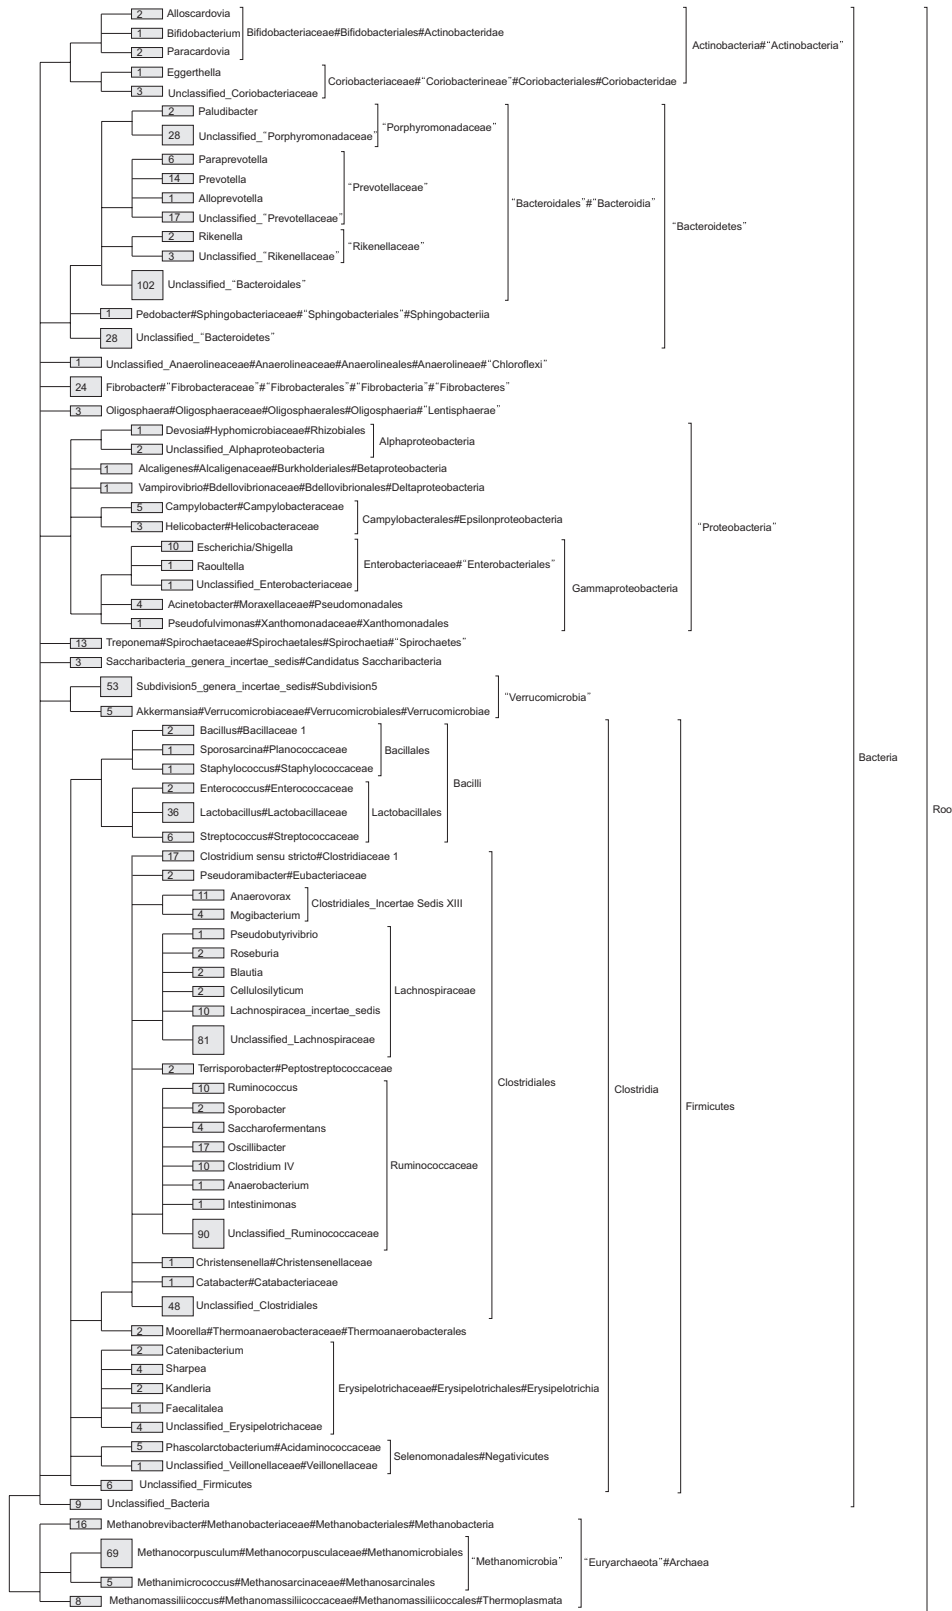 2 Alloscardovia
1 Bifidobacterium
2 Paracardovia
Bifidobacteriaceae#Bifidobacteriales#Actinobacteridae
1 Eggerthella
3 Unclassified_Coriobacteriaceae
Coriobacteriaceae#"Coriobacterineae"#Coriobacteriales#Coriobacteridae
Actinobacteria#"Actinobacteria"
2 Paludibacter
28 Unclassified_"Porphyromonadaceae"
"Porphyromonadaceae"
6 Paraprevotella
14 Prevotella
1 Alloprevotella
17 Unclassified_"Prevotellaceae"
"Prevotellaceae"
2 Rikenella
3 Unclassified_"Rikenellaceae"
"Rikenellaceae"
102 Unclassified_"Bacteroidales"
"Bacteroidales"#"Bacteroidia"
1 Pedobacter#Sphingobacteriaceae#"Sphingobacteriales"#Sphingobacteriia
28 Unclassified_"Bacteroidetes"
"Bacteroidetes"
1 Unclassified_Anaerolineaceae#Anaerolineaceae#Anaerolineales#Anaerolineae#"Chloroflexi"
24 Fibrobacter#"Fibrobacteraceae"#"Fibrobacterales"#"Fibrobacteria"#"Fibrobacteres"
3 Oligosphaera#Oligosphaeraceae#Oligosphaerales#Oligosphaeria#"Lentisphaerae"
1 Devosia#Hyphomicrobiaceae#Rhizobiales
2 Unclassified_Alphaproteobacteria
Alphaproteobacteria
1 Alcaligenes#Alcaligenaceae#Burkholderiales#Betaproteobacteria
1 Vampirovibrio#Bdellovibrionaceae#Bdellovibrionales#Deltaproteobacteria
5 Campylobacter#Campylobacteraceae
3 Helicobacter#Helicobacteraceae
Campylobacterales#Epsilonproteobacteria
10 Escherichia/Shigella
1 Raoultella
1 Unclassified_Enterobacteriaceae
Enterobacteriaceae#"Enterobacteriales"
4 Acinetobacter#Moraxellaceae#Pseudomonadales
1 Pseudofulvimonas#Xanthomonadaceae#Xanthomonadales
Gammaproteobacteria
"Proteobacteria"
13 Treponema#Spirochaetaceae#Spirochaetales#Spirochaetia#"Spirochaetes"
3 Saccharibacteria_genera_incertae_sedis#Candidatus Saccharibacteria
53 Subdivision5_genera_incertae_sedis#Subdivision5
5 Akkermansia#Verrucomicrobiaceae#Verrucomicrobiales#Verrucomicrobiae
"Verrucomicrobia"
2 Bacillus#Bacillaceae 1
1 Sporosarcina#Planococcaceae
1 Staphylococcus#Staphylococcaceae
Bacillales
2 Enterococcus#Enterococcaceae
36 Lactobacillus#Lactobacillaceae
6 Streptococcus#Streptococcaceae
Lactobacillales
Bacilli
17 Clostridium sensu stricto#Clostridiaceae 1
2 Pseudoramibacter#Eubacteriaceae
11 Anaerovorax
4 Mogibacterium
Clostridiales_Incertae Sedis XIII
1 Pseudobutyrivibrio
2 Roseburia
2 Blautia
2 Cellulosilyticum
10 Lachnospiracea_incertae_sedis
81 Unclassified_Lachnospiraceae
Lachnospiraceae
2 Terrisporobacter#Peptostreptococcaceae
10 Ruminococcus
2 Sporobacter
4 Saccharofermentans
17 Oscillibacter
10 Clostridium IV
1 Anaerobacterium
1 Intestinimonas
90 Unclassified_Ruminococcaceae
Ruminococcaceae
1 Christensenella#Christensenellaceae
1 Catabacter#Catabacteriaceae
48 Unclassified_Clostridiales
Clostridiales
2 Moorella#Thermoanaerobacteraceae#Thermoanaerobacterales
Clostridia
2 Catenibacterium
4 Sharpea
2 Kandleria
1 Faecalitalea
4 Unclassified_Erysipelotrichaceae
Erysipelotrichaceae#Erysipelotrichales#Erysipelotrichia
5 Phascolarctobacterium#Acidaminococcaceae
1 Unclassified_Veillonellaceae#Veillonellaceae
Selenomonadales#Negativicutes
6 Unclassified_Firmicutes
Firmicutes
9 Unclassified_Bacteria
Bacteria
16 Methanobrevibacter#Methanobacteriaceae#Methanobacteriales#Methanobacteria
69 Methanocorpusculum#Methanocorpusculaceae#Methanomicrobiales
5 Methanimicrococcus#Methanosarcinaceae#Methanosarcinales
"Methanomicrobia"
8 Methanomassiliicoccus#Methanomassiliicoccaceae#Methanomassiliicoccales#Thermoplasmata
"Euryarchaeota"#Archaea
Roo